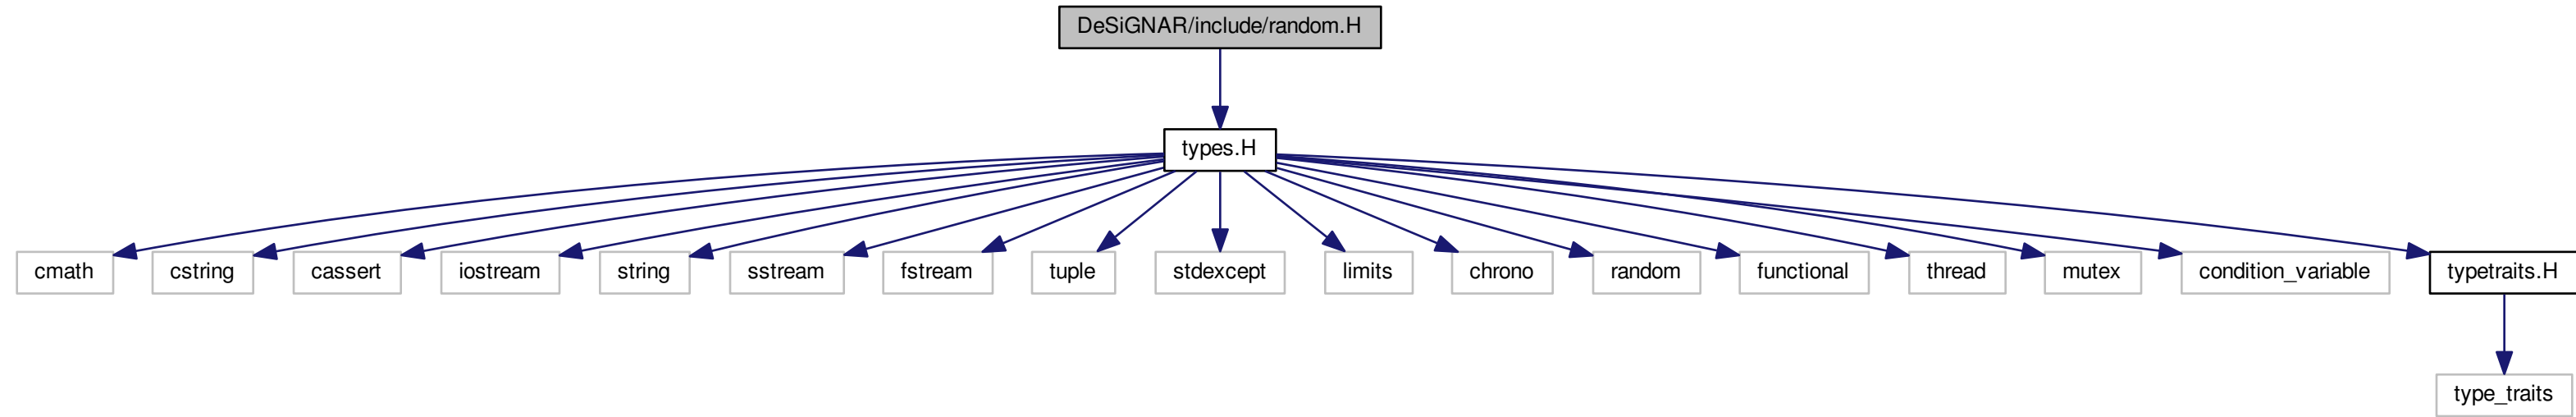 DeSiGNAR/include/random.H
types.H
cmath
cstring
cassert
iostream
string
sstream
fstream
tuple
stdexcept
limits
chrono
random
functional
thread
mutex
condition_variable
typetraits.H
type_traits